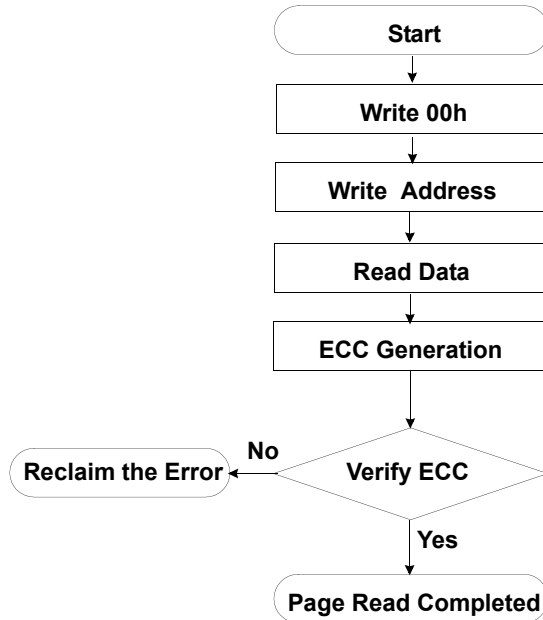 Start
Write 00h
Write Address
Read Data
ECC Generation
No
Reclaim the Error
Verify ECC
Yes
Page Read Completed